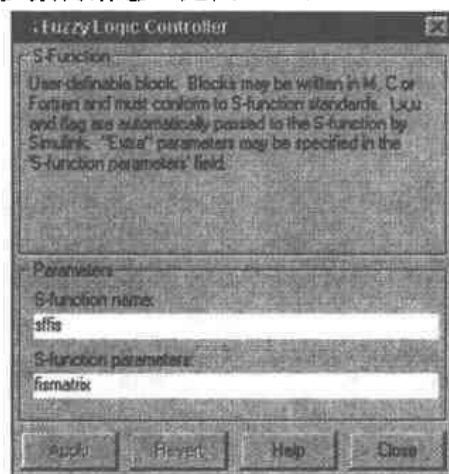 Fuzzy Logic Controller
S-Function
User-definable block. Blocks may be written in M, C or
Fortran and must conform to S-function standards. t,x,u
and flag are automatically passed to the S-function by
Simulink. "Extra" parameters may be specified in the
'S-function parameters' field.
Parameters
S-function name:
sffis
S-function parameters:
fismatrix
Apply
Revert
Help
Close